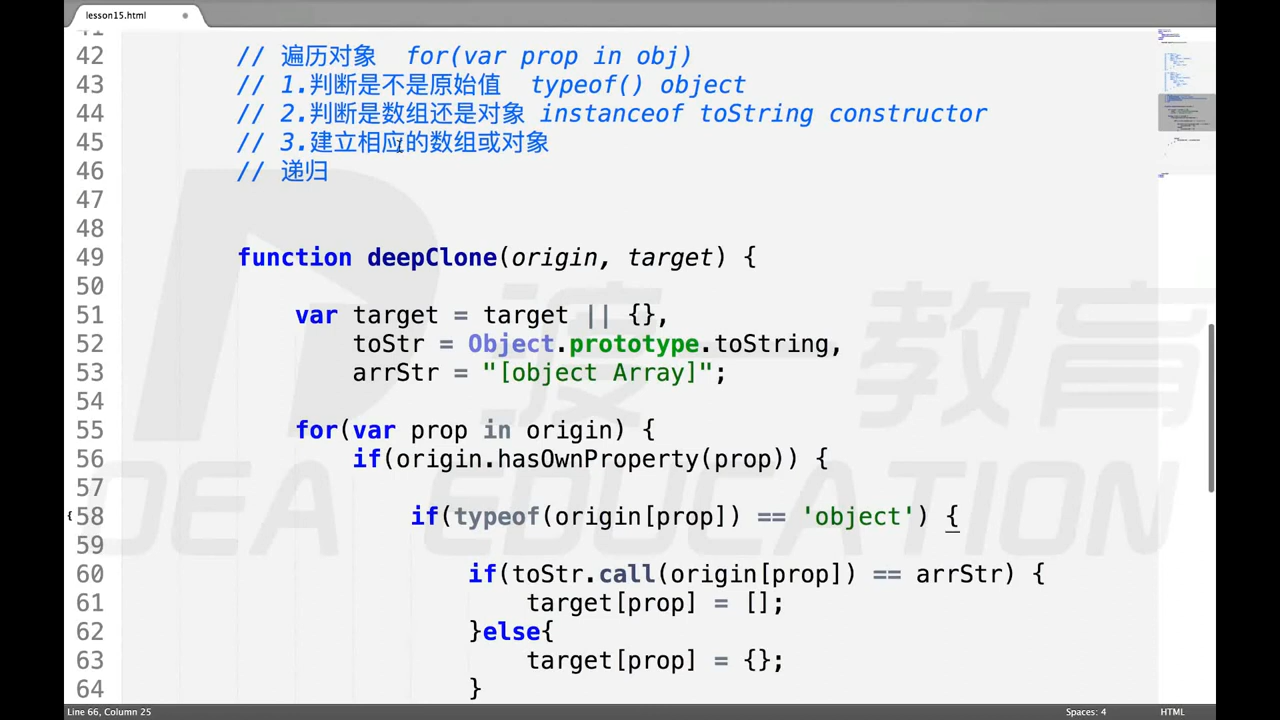 lesson15.html
41
42 // 遍历对象 for(var prop in obj)
43 // 1.判断是不是原始值 typeof() object
44 // 2.判断是数组还是对象 instanceof toString constructor
45 // 3.建立相应的数组或对象
46 // 递归
47
48
49 function deepClone(origin, target) {
50
51 var target = target || {},
52 toStr = Object.prototype.toString,
53 arrStr = "[object Array]";
54
55 for(var prop in origin) {
56 if(origin.hasOwnProperty(prop)) {
57
{58 if(typeof(origin[prop]) == 'object') {
59
60 if(toStr.call(origin[prop]) == arrStr) {
61 target[prop] = [];
62 }else{
63 target[prop] = {};
64 }
渡 教育
DEA EDUCATION
Line 66, Column 25 Spaces: 4 HTML